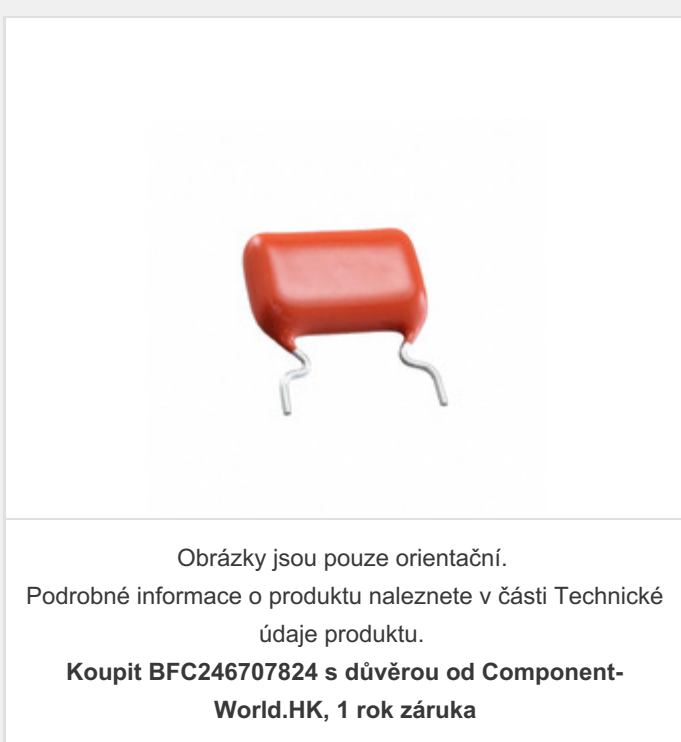 Obrázky jsou pouze orientační.
Podrobné informace o produktu naleznete v části Technické
údaje produktu.
Koupit BFC246707824 s důvěrou od Component-
World.HK, 1 rok záruka